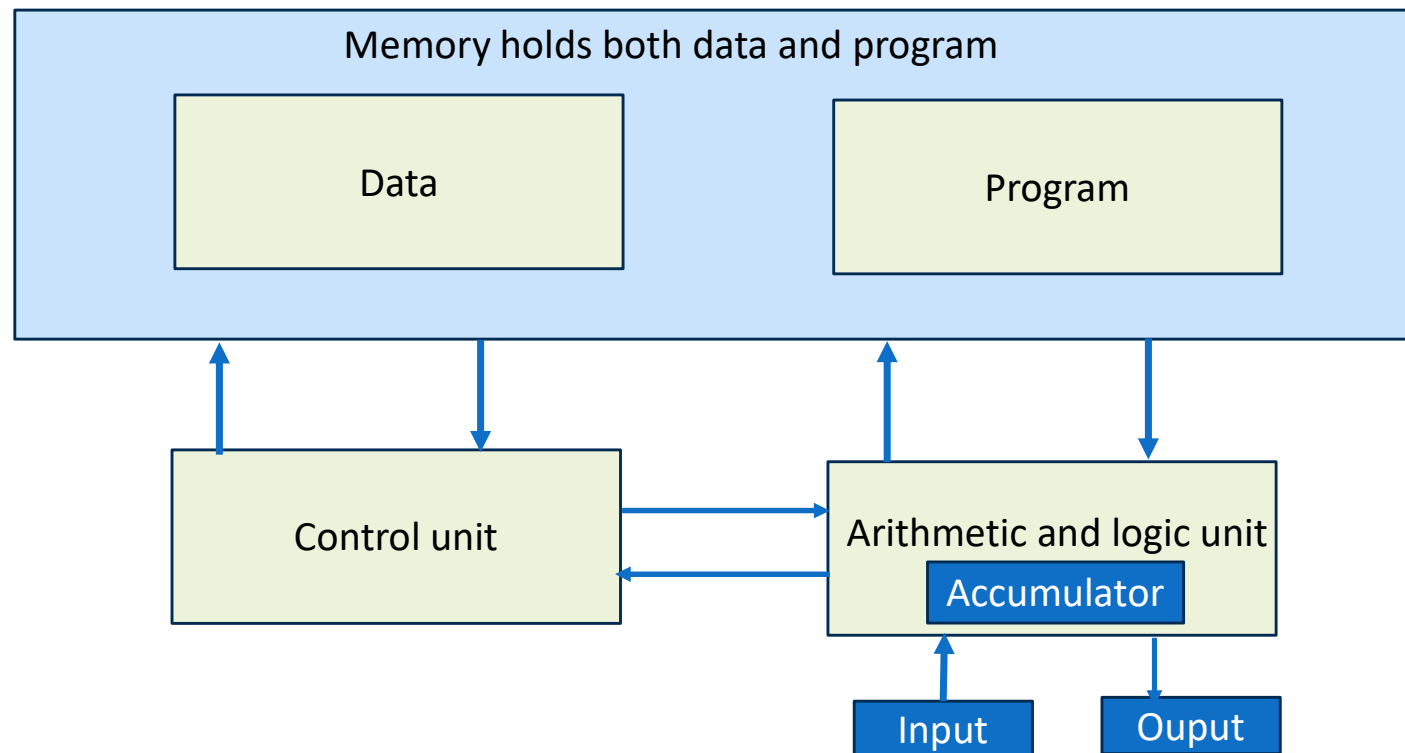 Memory holds both data and program
Data
Program
Control unit
Arithmetic and logic unit
Accumulator
Input
Ouput